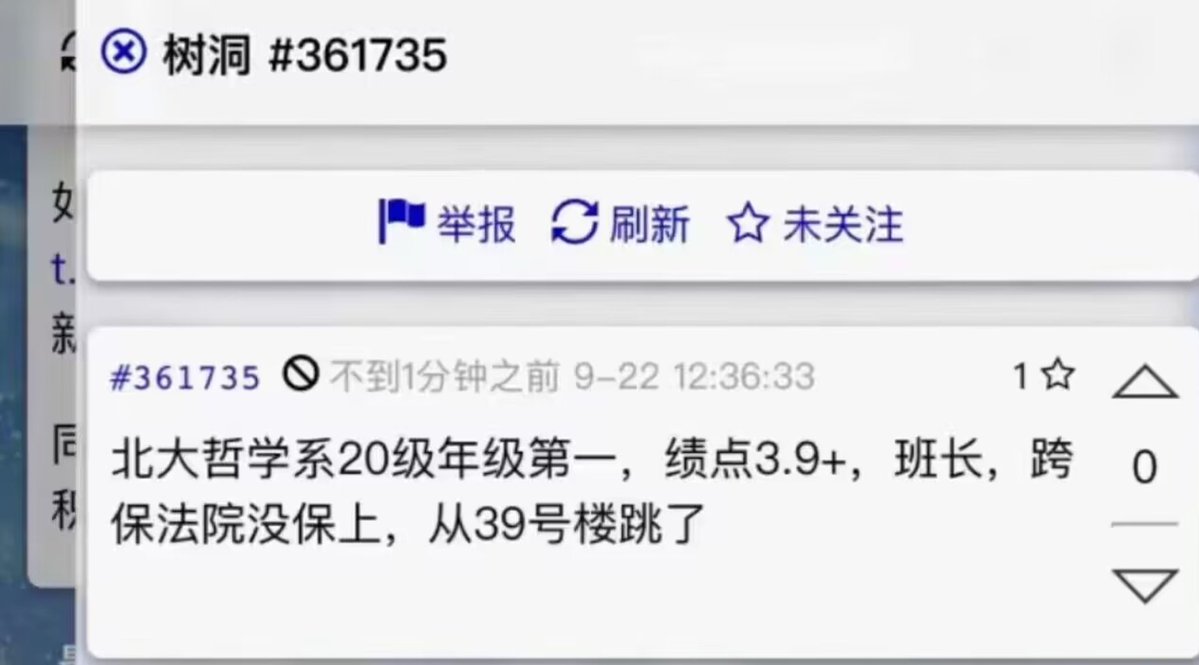 树洞 #361735
如
t.
新
举报 刷新 未关注
#361735 不到1分钟之前 9-22 12:36:33 1
北大哲学系20级年级第一，绩点3.9+，班长，跨
保法院没保上，从39号楼跳了
0
同